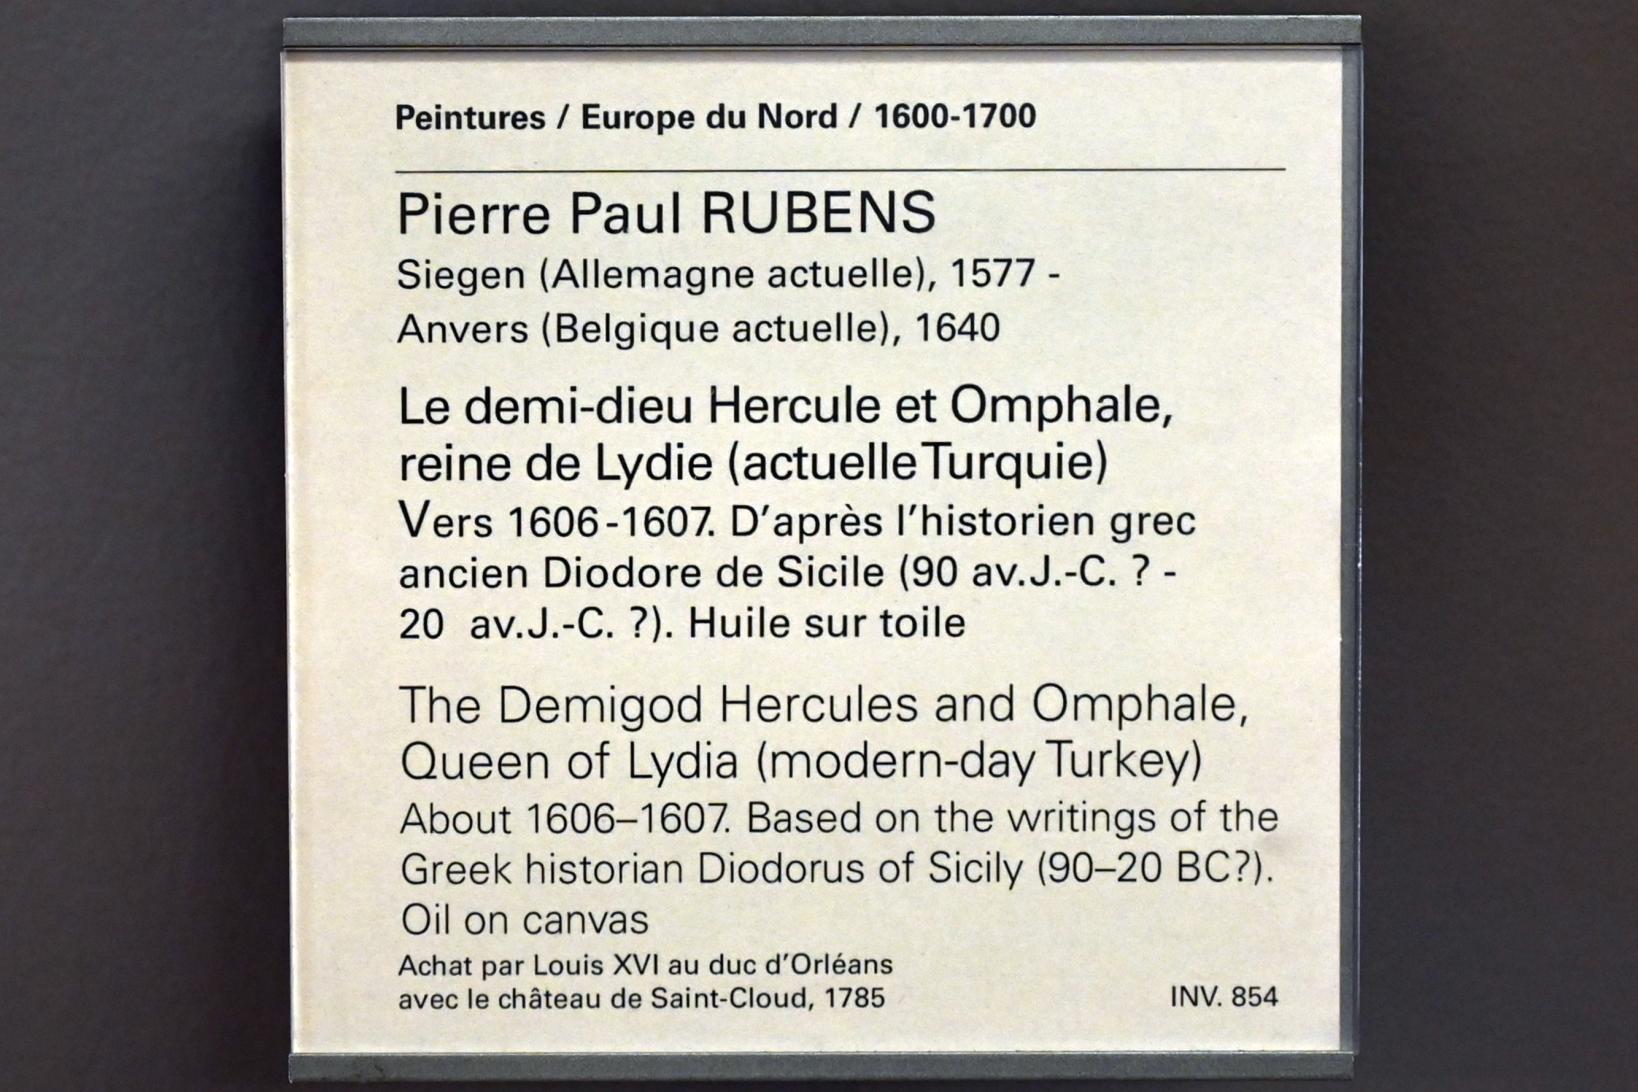 Peintures / Europe du Nord / 1600-1700
Pierre Paul RUBENS
Siegen (Allemagne actuelle), 1577 -
Anvers (Belgique actuelle), 1640
Le demi-dieu Hercule et Omphale,
reine de Lydie (actuelle Turquie)
Vers 1606-1607. D'après l'historien grec
ancien Diodore de Sicile (90 av.J.-C. ? -
20 av.J.-C. ?). Huile sur toile
The Demigod Hercules and Omphale,
Queen of Lydia (modern-day Turkey)
About 1606–1607. Based on the writings of the
Greek historian Diodorus of Sicily (90–20 BC?).
Oil on canvas
Achat par Louis XVI au duc d'Orléans
avec le château de Saint-Cloud, 1785
INV. 854